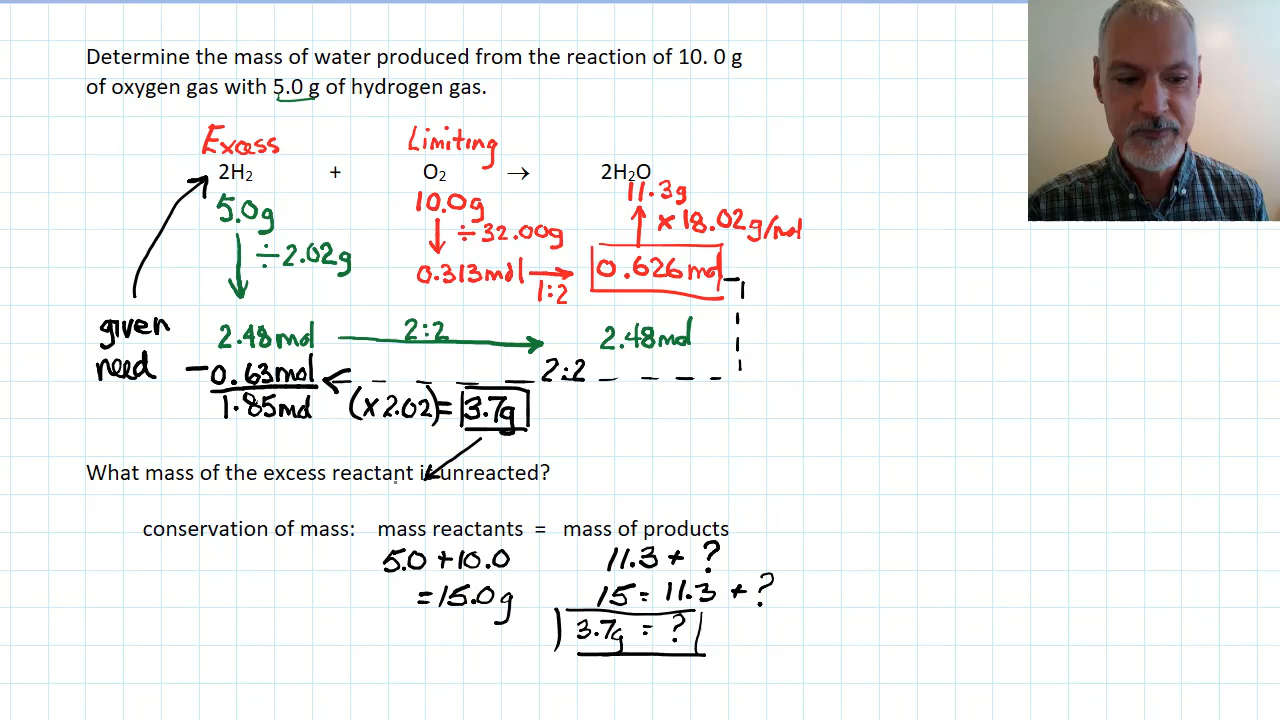 Determine the mass of water produced from the reaction of 10. 0 g
of oxygen gas with 5.0 g of hydrogen gas.
Excess Limiting
2H₂ + O₂ → 2H₂O
11.3g
5.0g 10.0g × 18.02g/mol
÷2.02g ÷32.00g
0.313mol → 0.626mol
1:2
given 2.48mol 2:2 2.48mol
need -0.63mol 2:2
1.85mol (×2.02)= 3.7g
What mass of the excess reactant is unreacted?
conservation of mass: mass reactants = mass of products
5.0+10.0 11.3 + ?
=15.0g 15 = 11.3 + ?
3.7g = ?